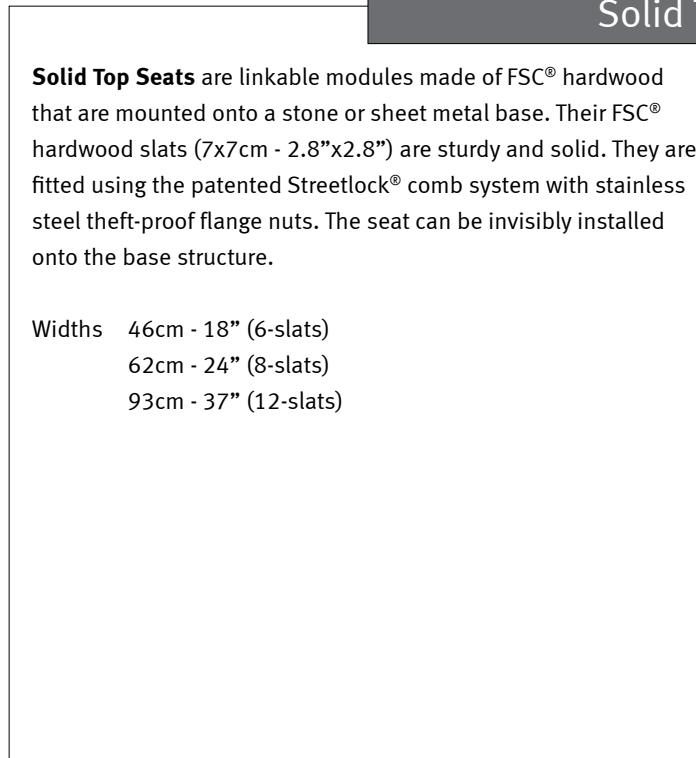 Solid
Solid Top Seats are linkable modules made of FSC® hardwood
that are mounted onto a stone or sheet metal base. Their FSC®
hardwood slats (7x7cm - 2.8”x2.8”) are sturdy and solid. They are
fitted using the patented Streetlock® comb system with stainless
steel theft-proof flange nuts. The seat can be invisibly installed
onto the base structure.
Widths 46cm - 18” (6-slats)
62cm - 24” (8-slats)
93cm - 37” (12-slats)